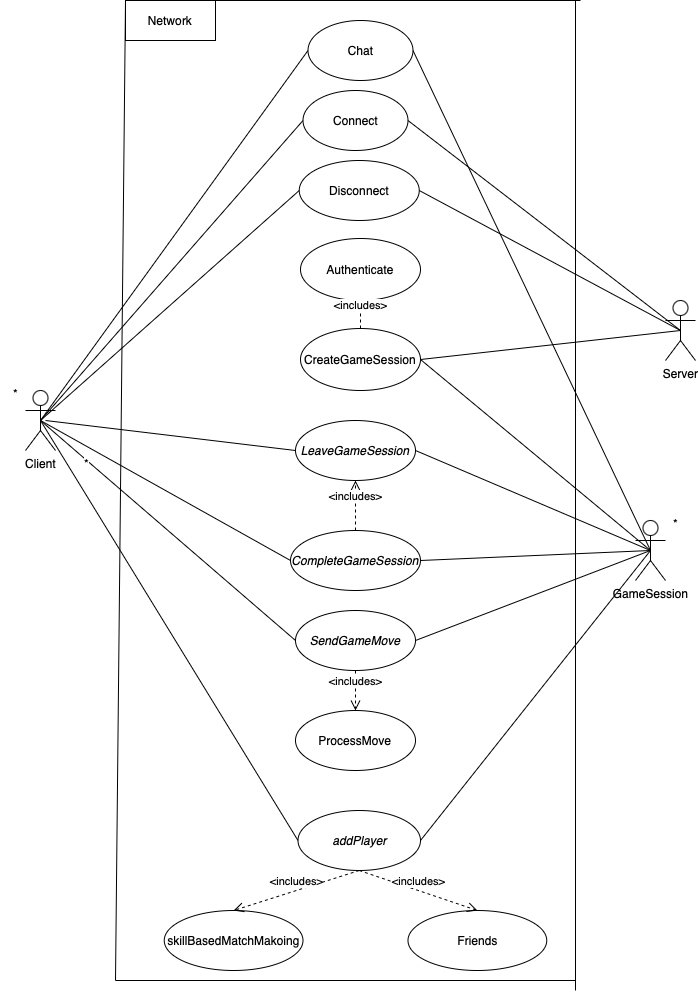 Network
Chat
Connect
Disconnect
Authenticate
<includes>
CreateGameSession
Server
*
Client
*
LeaveGameSession
<includes>
CompleteGameSession
*
GameSession
SendGameMove
<includes>
ProcessMove
addPlayer
<includes>
<includes>
skillBasedMatchMakoing
Friends